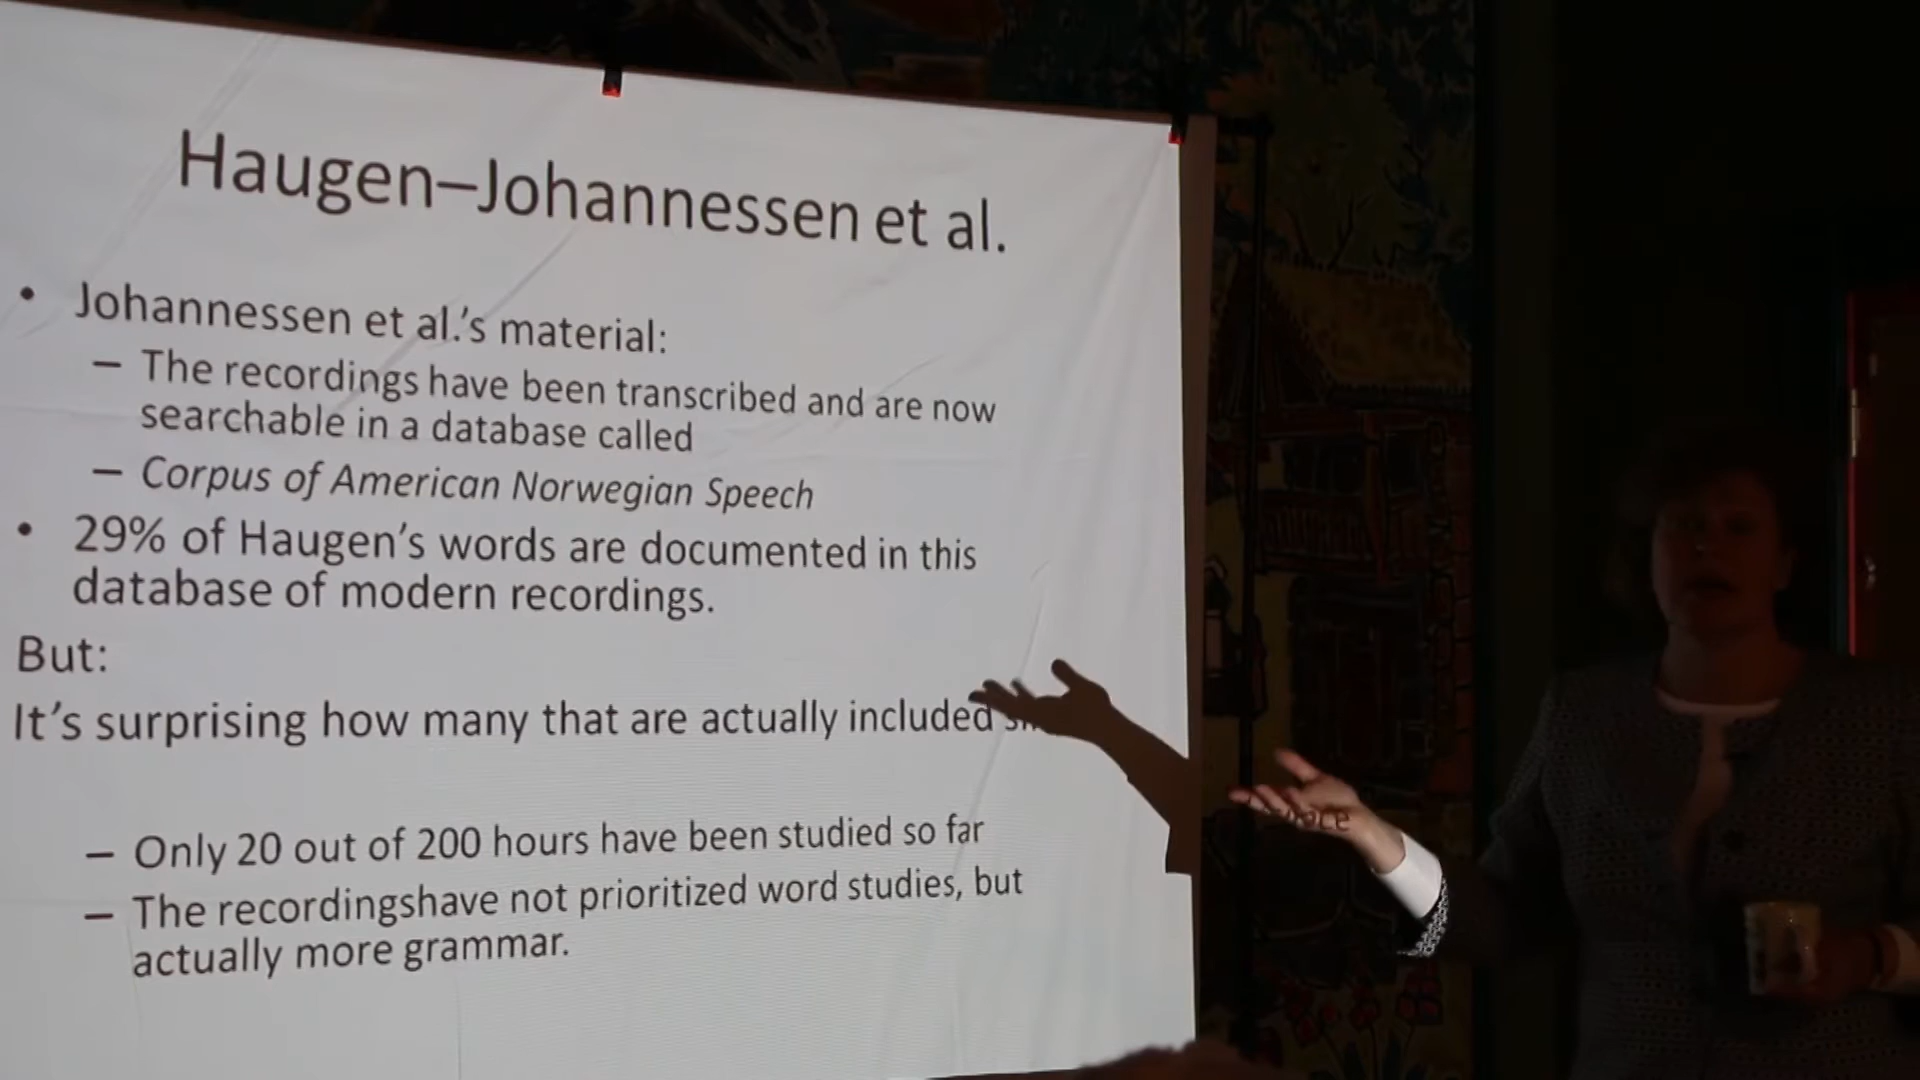 Haugen–Johannessen et al.
• Johannessen et al.’s material:
– The recordings have been transcribed and are now
searchable in a database called
– Corpus of American Norwegian Speech
• 29% of Haugen’s words are documented in this
database of modern recordings.
But:
It’s surprising how many that are actually included
– Only 20 out of 200 hours have been studied so far
– The recordingshave not prioritized word studies, but
actually more grammar.